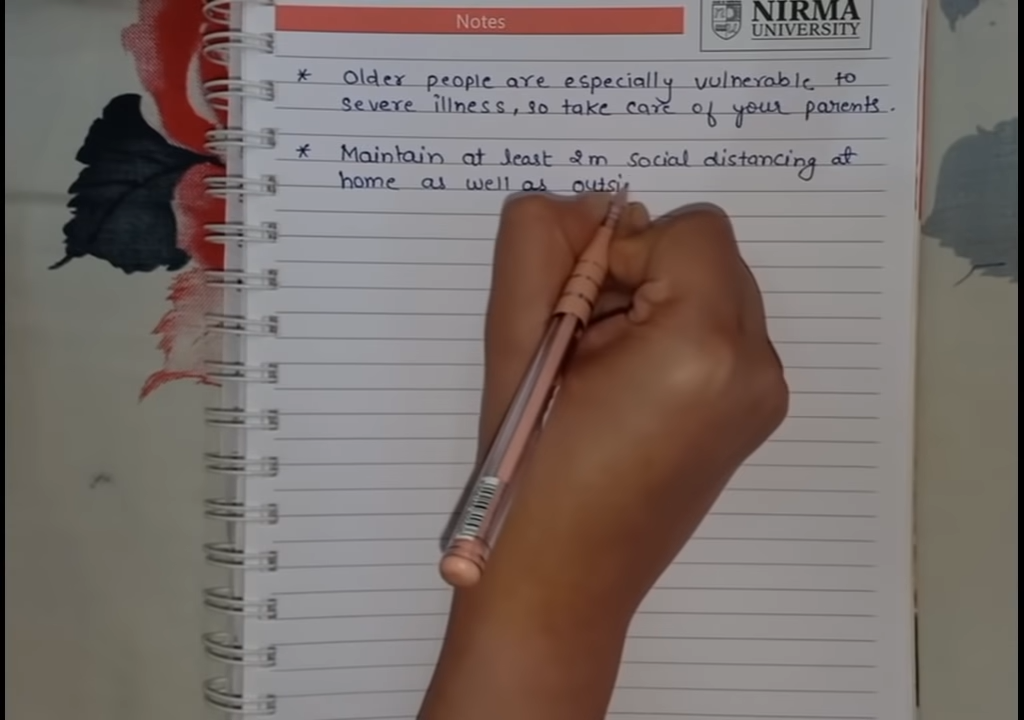 Notes
NIRMA
UNIVERSITY
* Older people are especially vulnerable to
severe illness, so take care of your parents.
* Maintain at least 2m social distancing at
home as well as outsi